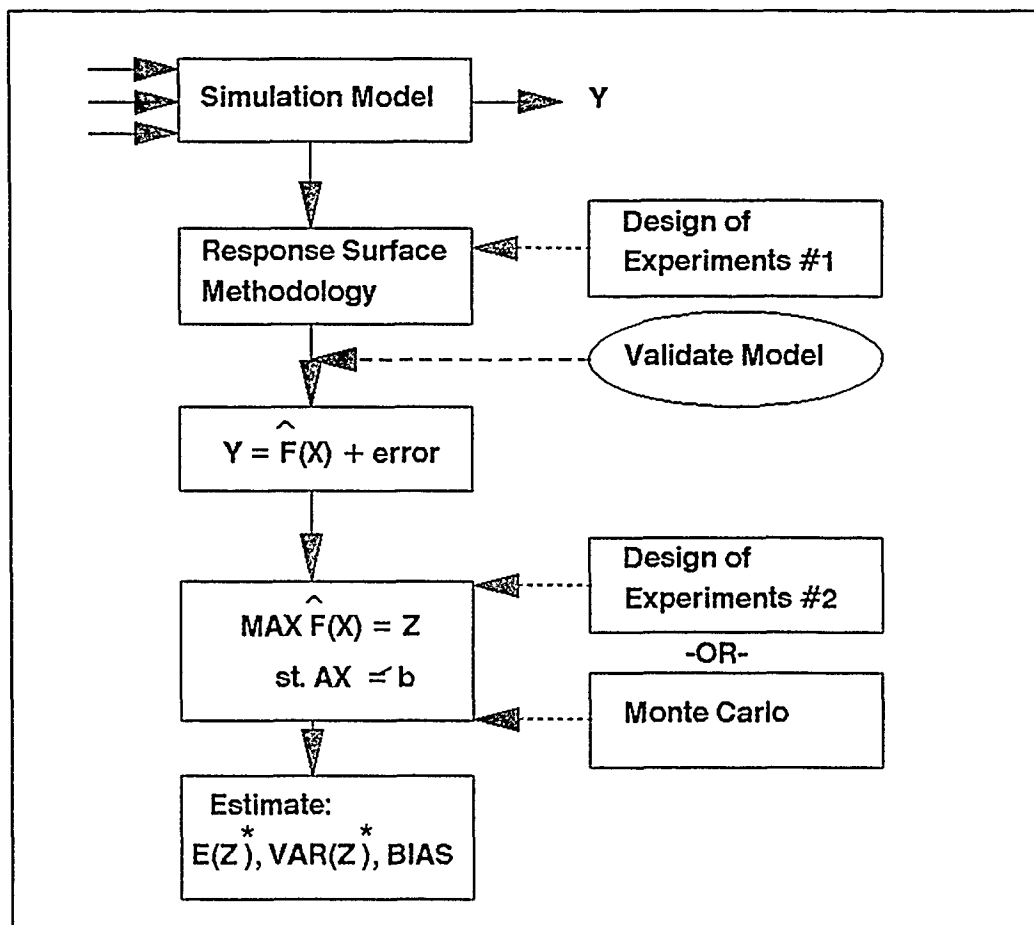 Simulation Model
Y
Response Surface
Methodology
Design of
Experiments #1
Validate Model
Y = F̂(X) + error
MAX F̂(X) = Z
st. AX = b
Design of
Experiments #2
-OR-
Monte Carlo
Estimate:
E(Z*), VAR(Z*), BIAS